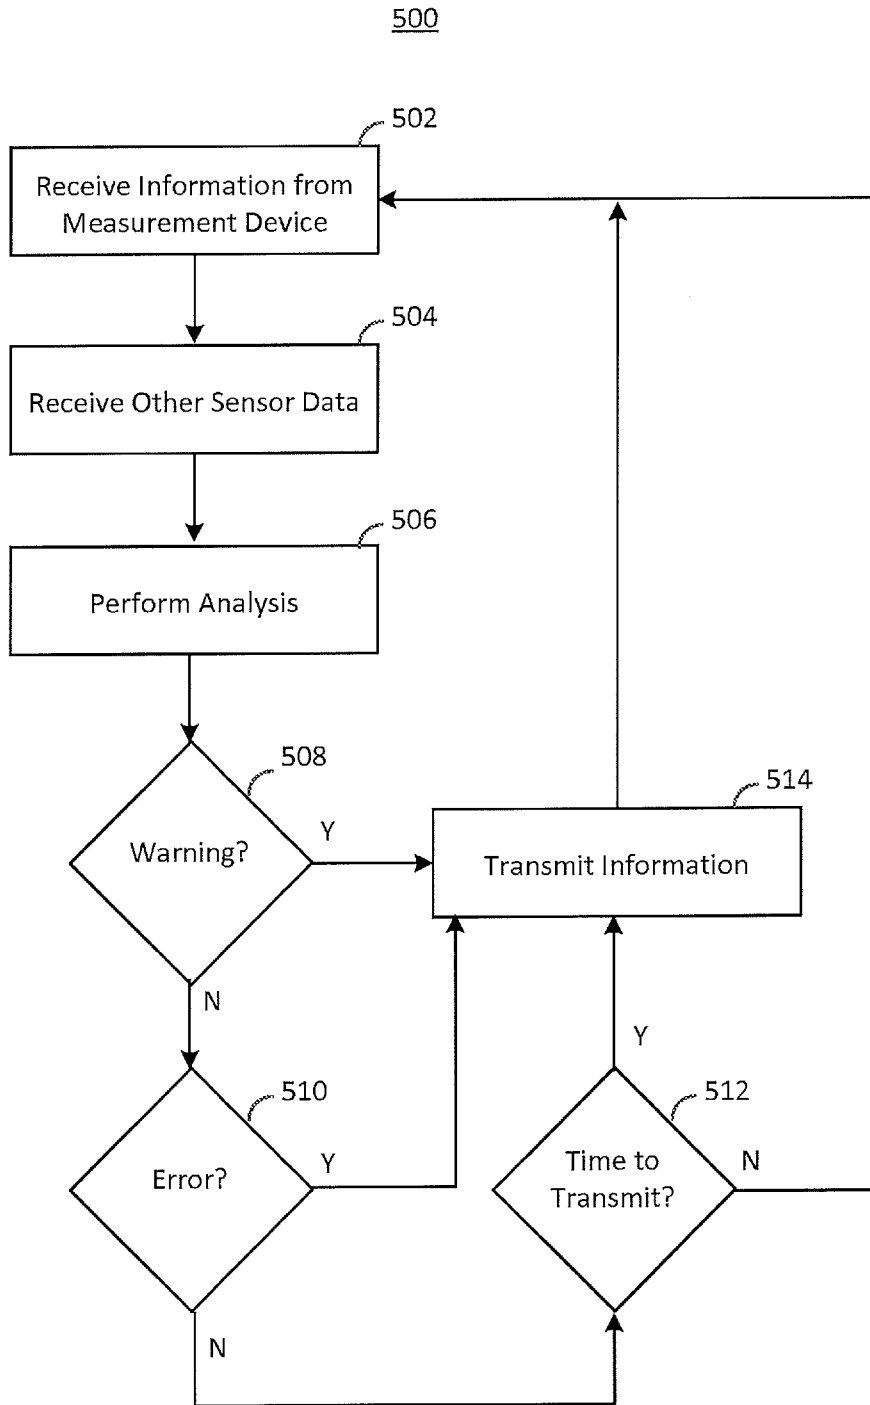 500
502
Receive Information from
Measurement Device
504
Receive Other Sensor Data
506
Perform Analysis
508
Warning?
Y
514
Transmit Information
N
Y
510
Error?
Y
512
Time to
Transmit?
N
N